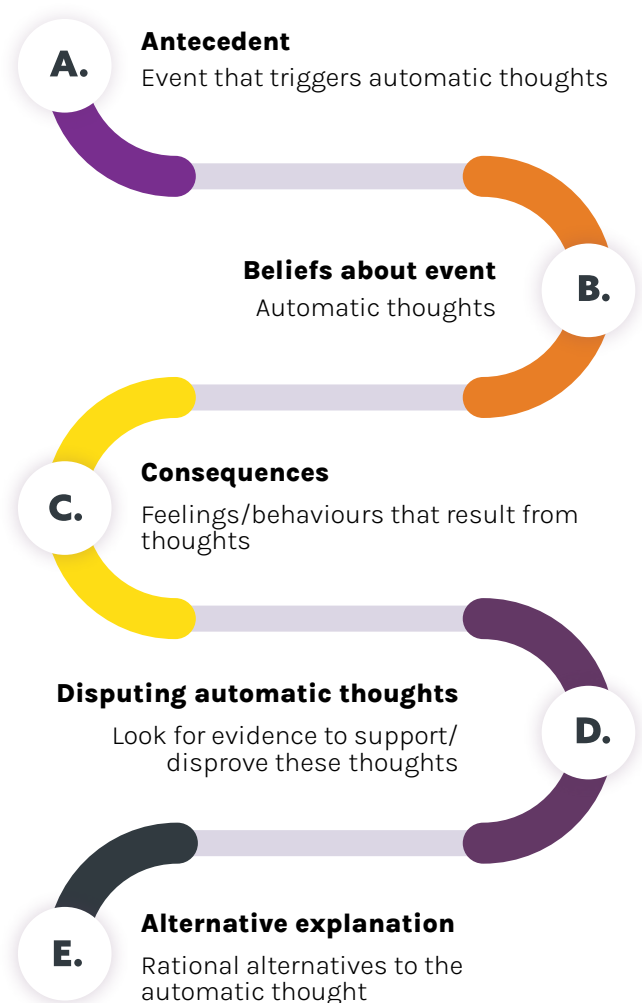 A.
Antecedent
Event that triggers automatic thoughts
Beliefs about event
Automatic thoughts
B.
C.
Consequences
Feelings/behaviours that result from
thoughts
Disputing automatic thoughts
Look for evidence to support/
disprove these thoughts
D.
E.
Alternative explanation
Rational alternatives to the
automatic thought